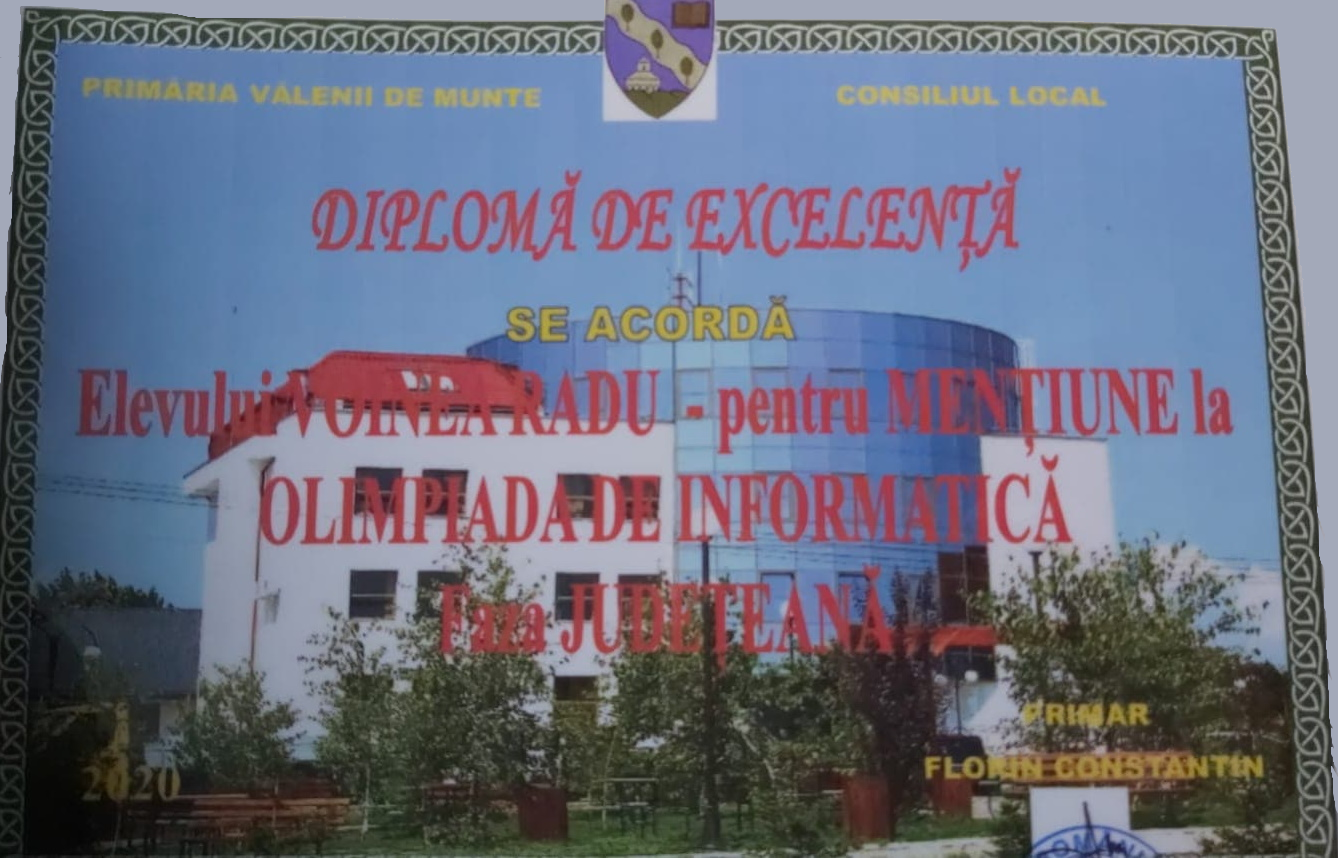 PRIMĂRIA VĂLENII DE MUNTE
CONSILIUL LOCAL
DIPLOMĂ DE EXCELENȚĂ
SE ACORDĂ
Elevului VOINEA RADU - pentru MENȚIUNE la
OLIMPIADA DE INFORMATICĂ
Faza JUDEȚEANĂ
PRIMAR
FLORIN CONSTANTIN
2020